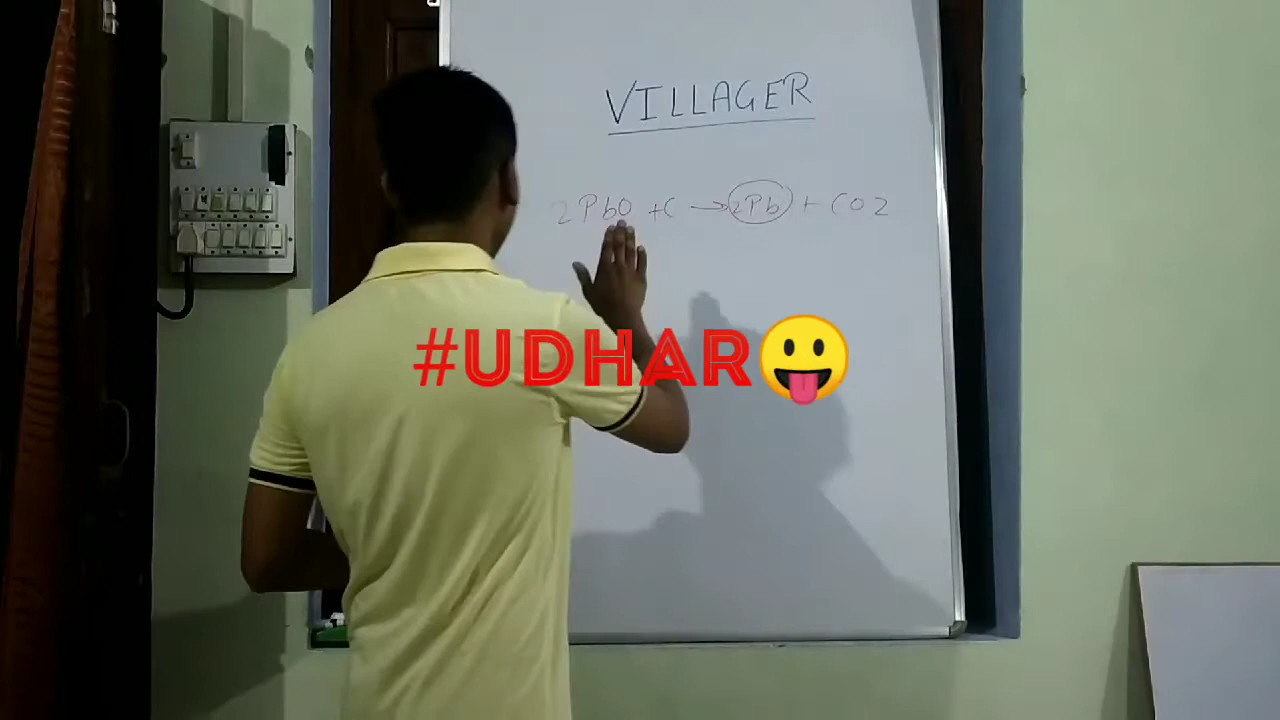 VILLAGER
2PbO + C → 2Pb + CO2
#UDHAR😛